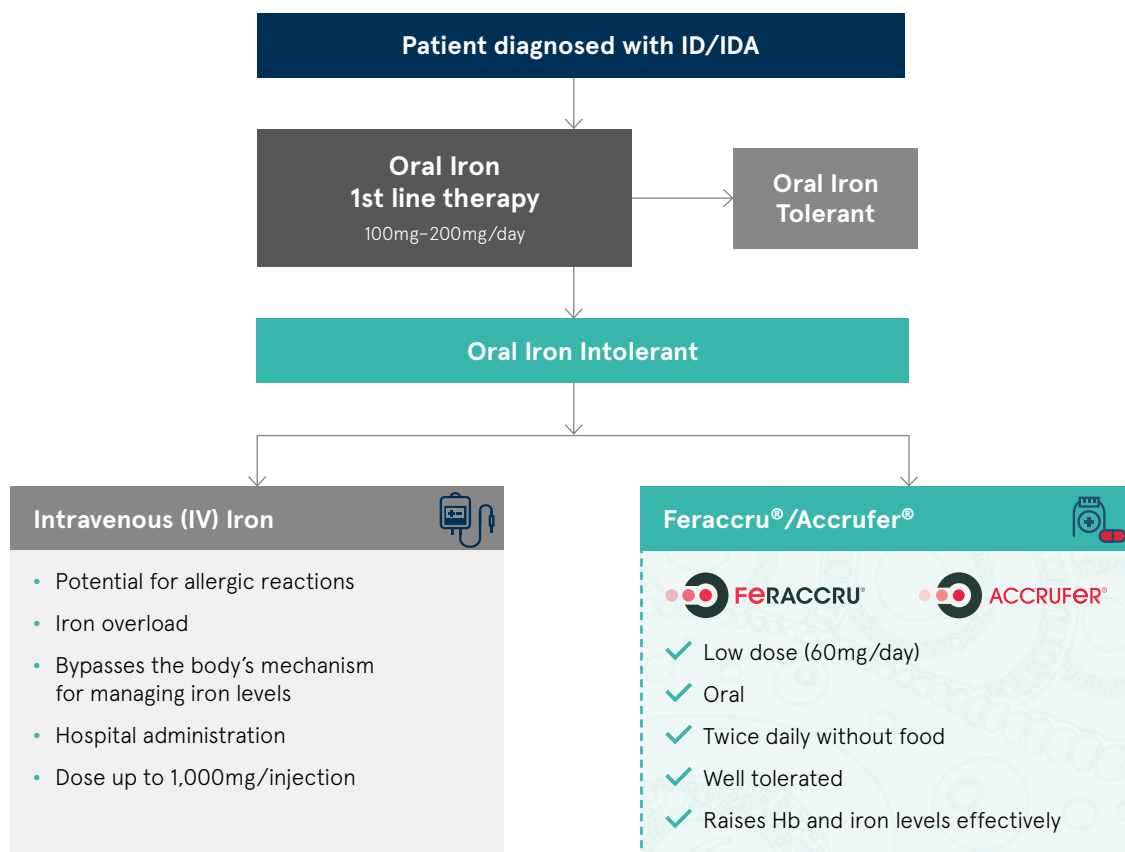 Patient diagnosed with ID/IDA
Oral Iron
1st line therapy
100mg–200mg/day
Oral Iron
Tolerant
Oral Iron Intolerant
Intravenous (IV) Iron
• Potential for allergic reactions
• Iron overload
• Bypasses the body’s mechanism
for managing iron levels
• Hospital administration
• Dose up to 1,000mg/injection
Feraccru®/Accrufer®
FeRACCRU®
ACCRUFeR®
Low dose (60mg/day)
Oral
Twice daily without food
Well tolerated
Raises Hb and iron levels effectively